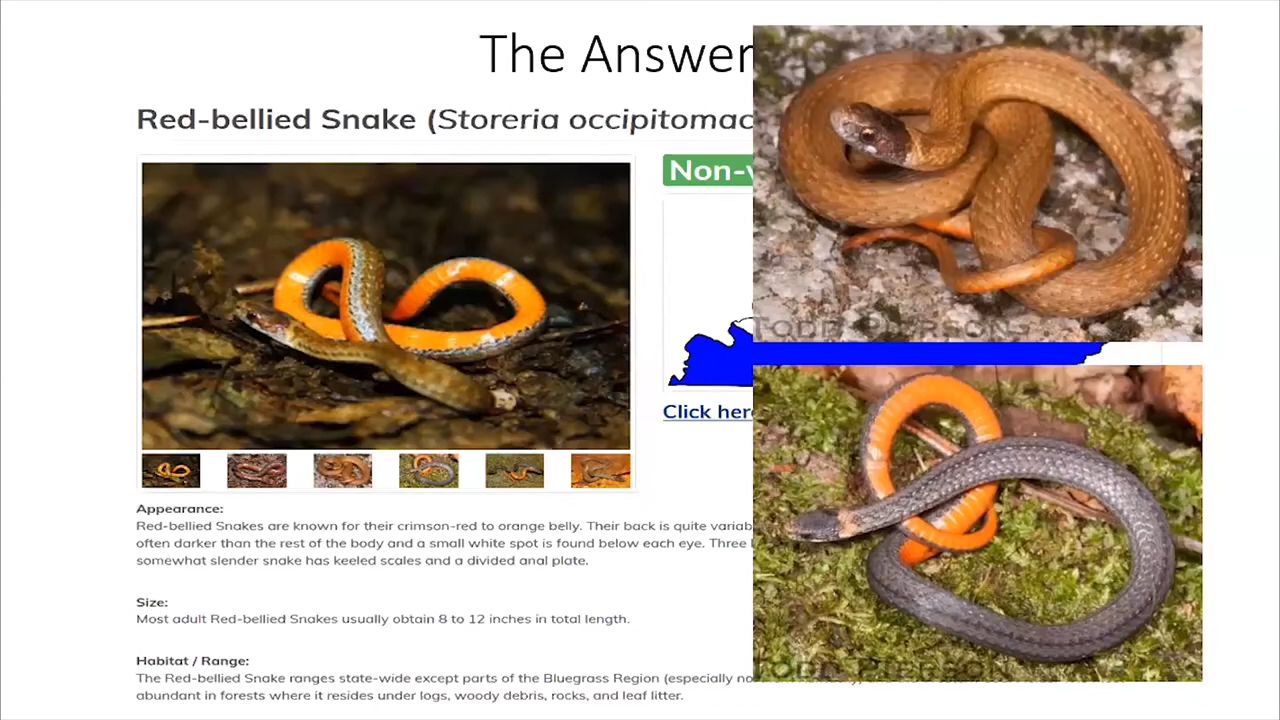 The Answer
Red-bellied Snake (Storeria occipitomac
Non-v
Click here
TODD PIERSON
Appearance:
Red-bellied Snakes are known for their crimson-red to orange belly. Their back is quite variab
often darker than the rest of the body and a small white spot is found below each eye. Three
somewhat slender snake has keeled scales and a divided anal plate.
Size:
Most adult Red-bellied Snakes usually obtain 8 to 12 inches in total length.
TODD PIERSON
Habitat / Range:
The Red-bellied Snake ranges state-wide except parts of the Bluegrass Region (especially no
abundant in forests where it resides under logs, woody debris, rocks, and leaf litter.